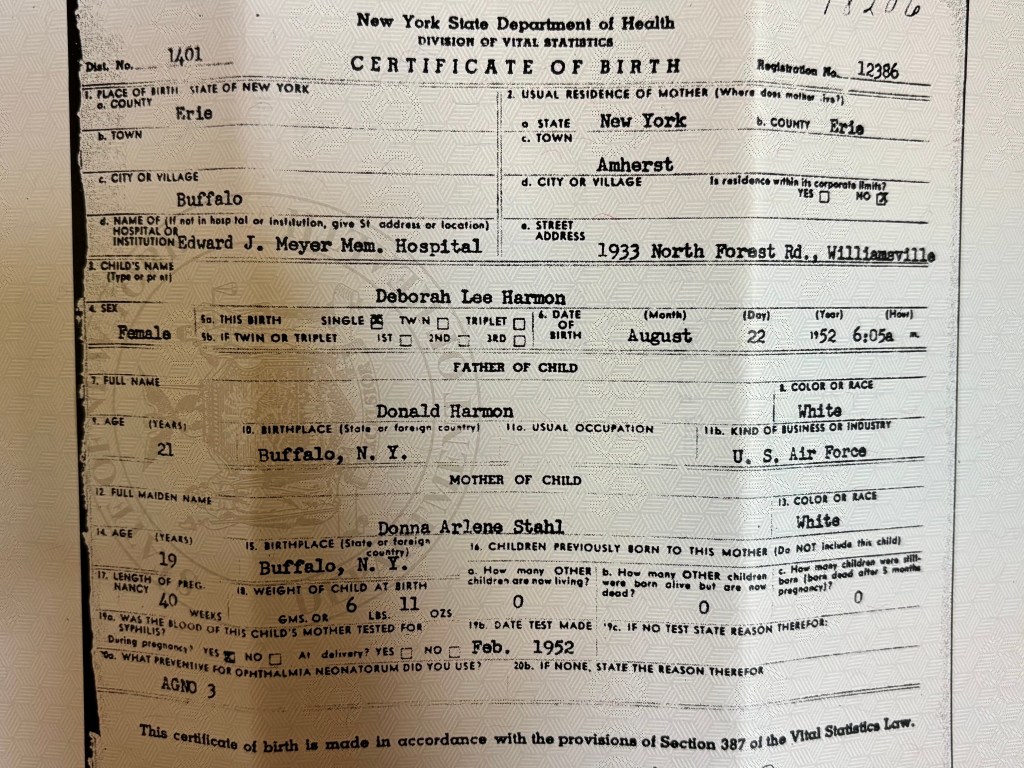 18206
New York State Department of Health
DIVISION OF VITAL STATISTICS
Dist. No. 1401
CERTIFICATE OF BIRTH
Registration No. 12386
1. PLACE OF BIRTH STATE OF NEW YORK
a. COUNTY
Erie
b. TOWN
c. CITY OR VILLAGE
Buffalo
d. NAME OF (If not in hosp tal or institution, give St. address or location)
HOSPITAL OR
INSTITUTION Edward J. Meyer Mem. Hospital
2. USUAL RESIDENCE OF MOTHER (Where does mother ive?)
a STATE New York b. COUNTY Erie
c. TOWN
Amherst
d. CITY OR VILLAGE Is residence within its corporate limits?
YES NO
e. STREET
ADDRESS
1933 North Forest Rd., Williamsville
3. CHILD'S NAME
(Type or pr nt)
Deborah Lee Harmon
4. SEX
Female
5a. THIS BIRTH SINGLE TW N TRIPLET
5b. IF TWIN OR TRIPLET 1ST 2ND 3RD
6. DATE
OF
BIRTH
(Month) (Day) (Year) (Hour)
August 22 1952 6:05a m.
FATHER OF CHILD
7. FULL NAME
Donald Harmon
8. COLOR OR RACE
White
9. AGE (YEARS)
21
10. BIRTHPLACE (State or foreign country)
Buffalo, N. Y.
11a. USUAL OCCUPATION
11b. KIND OF BUSINESS OR INDUSTRY
U. S. Air Force
MOTHER OF CHILD
12. FULL MAIDEN NAME
Donna Arlene Stahl
13. COLOR OR RACE
White
14. AGE (YEARS)
19
15. BIRTHPLACE (State or foreign
country)
Buffalo, N. Y.
16. CHILDREN PREVIOUSLY BORN TO THIS MOTHER (Do NOT include this child)
a. How many OTHER
children are now living?
0
b. How many OTHER children
were born alive but are now
dead?
0
c. How many children were still-
born (born dead after 5 months
pregnancy)?
0
17. LENGTH OF PREG-
NANCY
40 WEEKS
18. WEIGHT OF CHILD AT BIRTH
6 11
GMS. OR LBS. OZS
19a. WAS THE BLOOD OF THIS CHILD'S MOTHER TESTED FOR
SYPHILIS?
During pregnancy? YES NO At delivery? YES NO
19b. DATE TEST MADE
Feb. 1952
19c. IF NO TEST STATE REASON THEREFOR:
20a. WHAT PREVENTIVE FOR OPHTHALMIA NEONATORUM DID YOU USE?
AGNO 3
20b. IF NONE, STATE THE REASON THEREFOR
This certificate of birth is made in accordance with the provisions of Section 387 of the Vital Statistics Law.